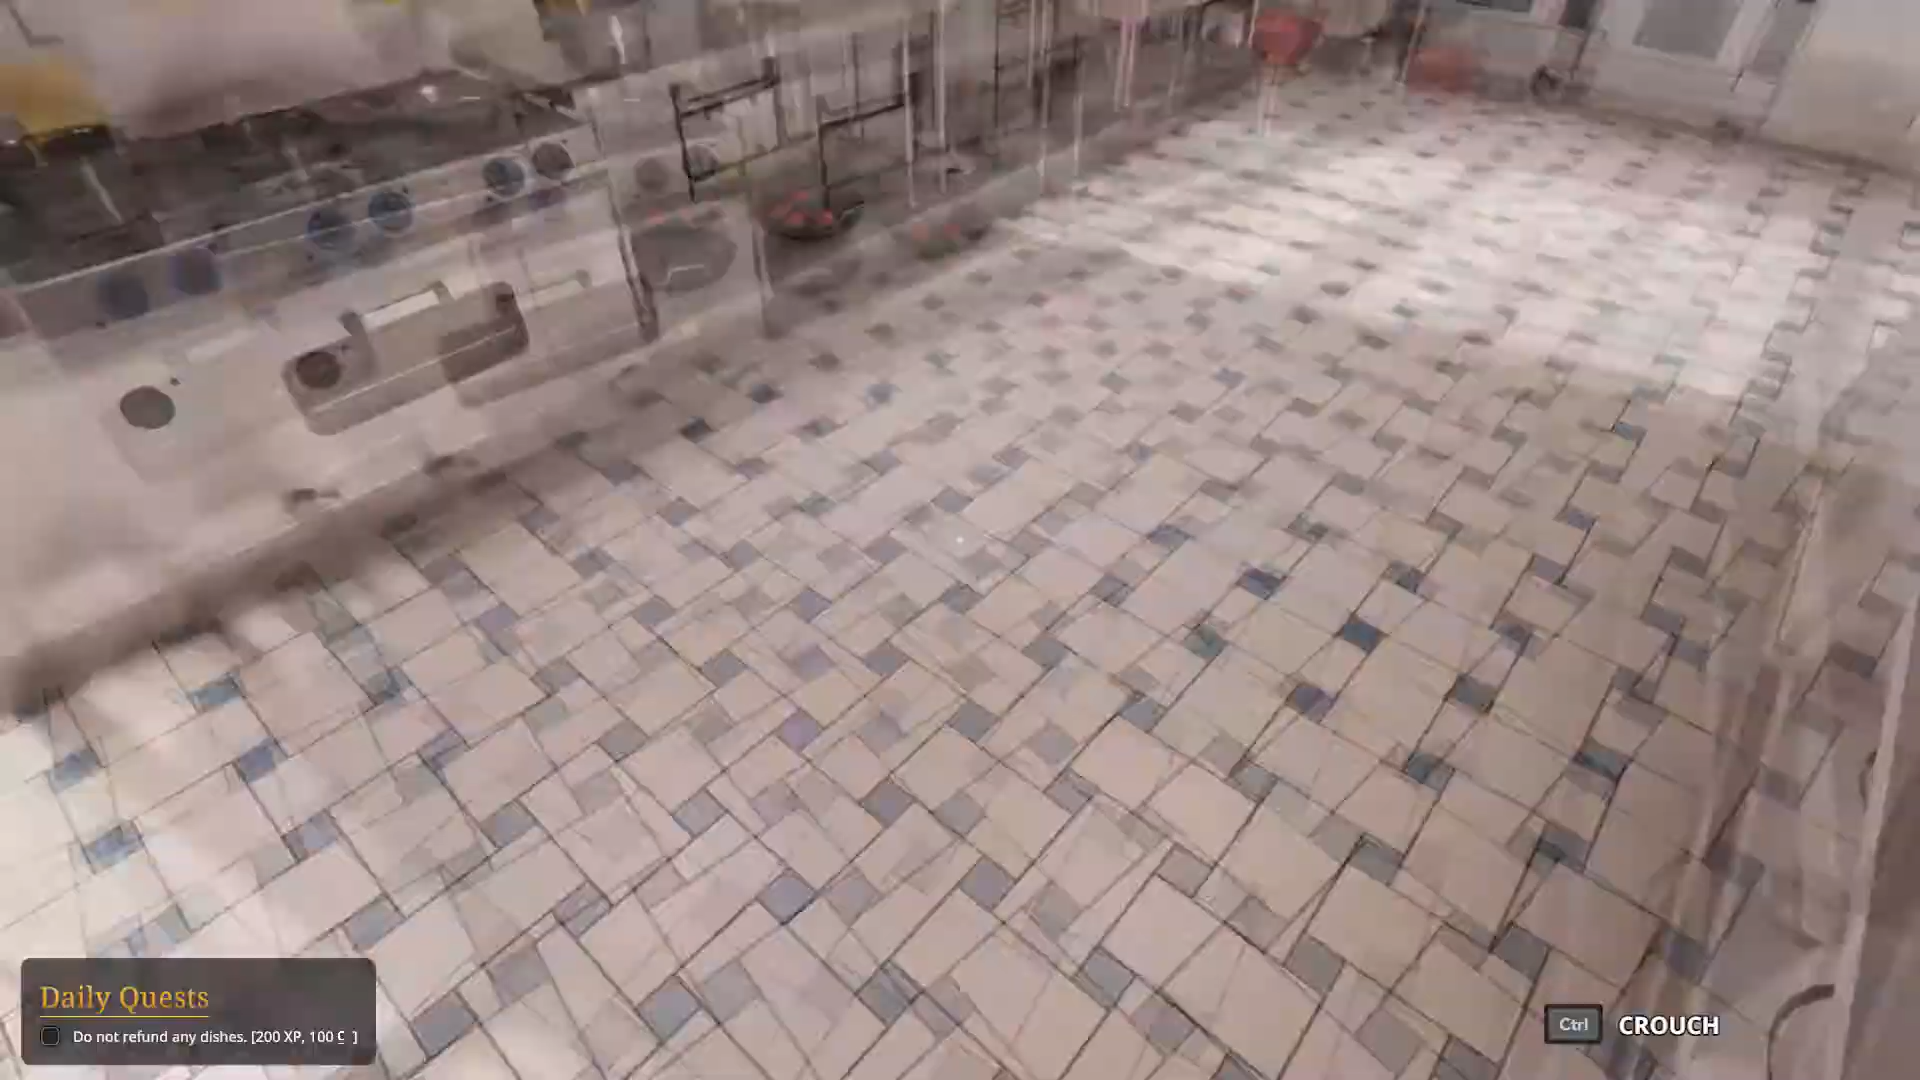 Daily Quests
Do not refund any dishes. [200 XP, 100 C ]
Ctrl CROUCH